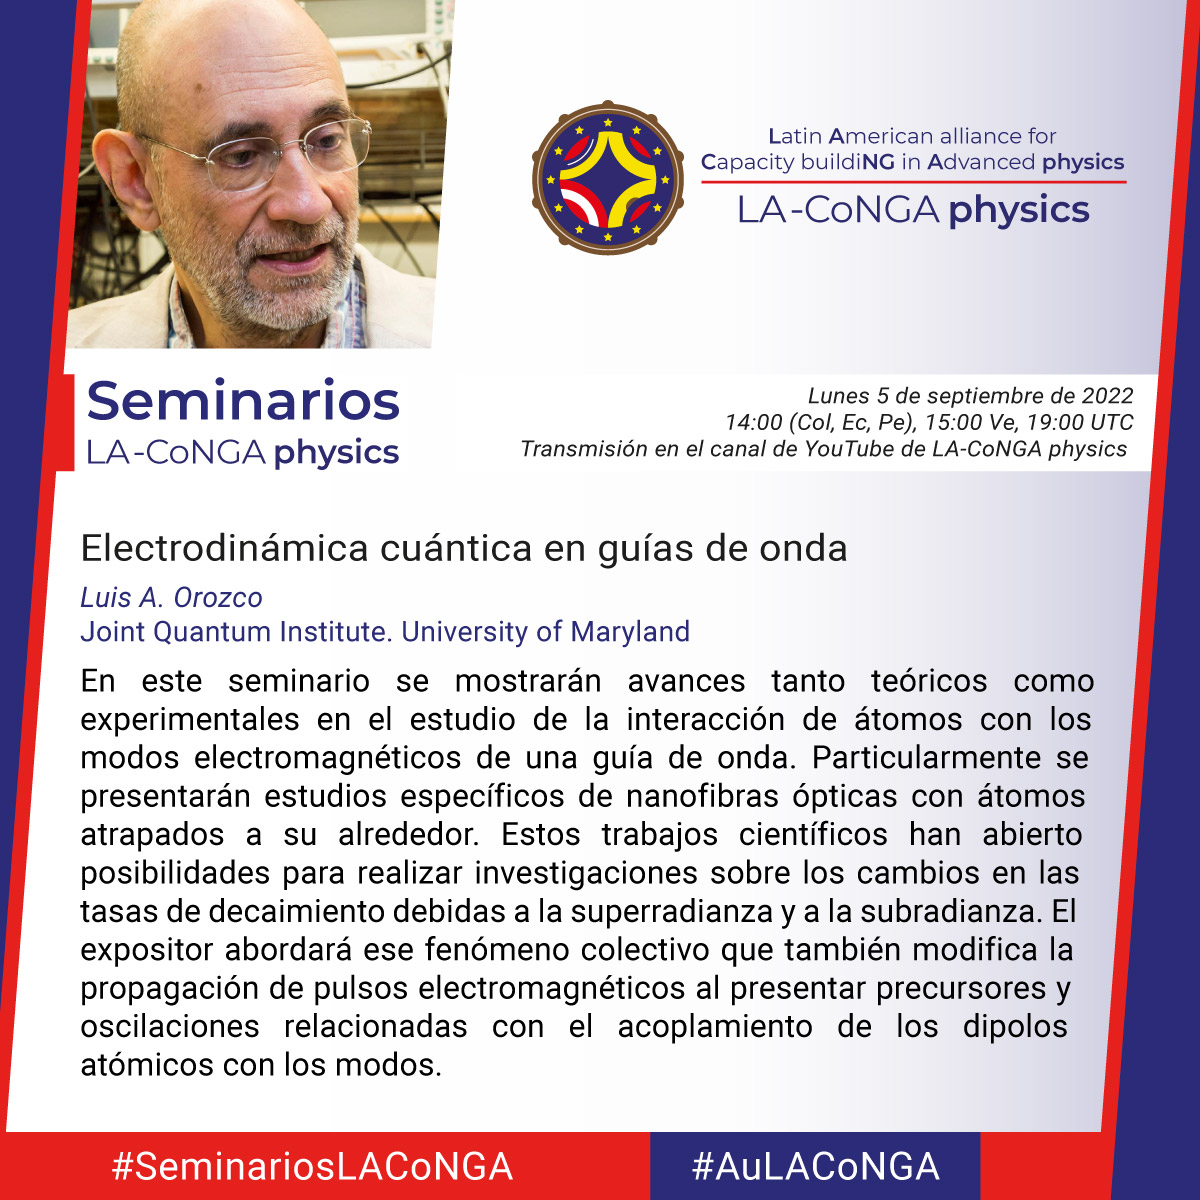 Latin American alliance for
Capacity buildiNG in Advanced physics
LA-CoNGA physics
Seminarios
LA-CoNGA physics
Lunes 5 de septiembre de 2022
14:00 (Col, Ec, Pe), 15:00 Ve, 19:00 UTC
Transmisión en el canal de YouTube de LA-CoNGA physics
Electrodinámica cuántica en guías de onda
Luis A. Orozco
Joint Quantum Institute. University of Maryland
En este seminario se mostrarán avances tanto teóricos como
experimentales en el estudio de la interacción de átomos con los
modos electromagnéticos de una guía de onda. Particularmente se
presentarán estudios específicos de nanofibras ópticas con átomos
atrapados a su alrededor. Estos trabajos científicos han abierto
posibilidades para realizar investigaciones sobre los cambios en las
tasas de decaimiento debidas a la superradianza y a la subradianza. El
expositor abordará ese fenómeno colectivo que también modifica la
propagación de pulsos electromagnéticos al presentar precursores y
oscilaciones relacionadas con el acoplamiento de los dipolos
atómicos con los modos.
#SeminariosLACoNGA
#AuLACoNGA